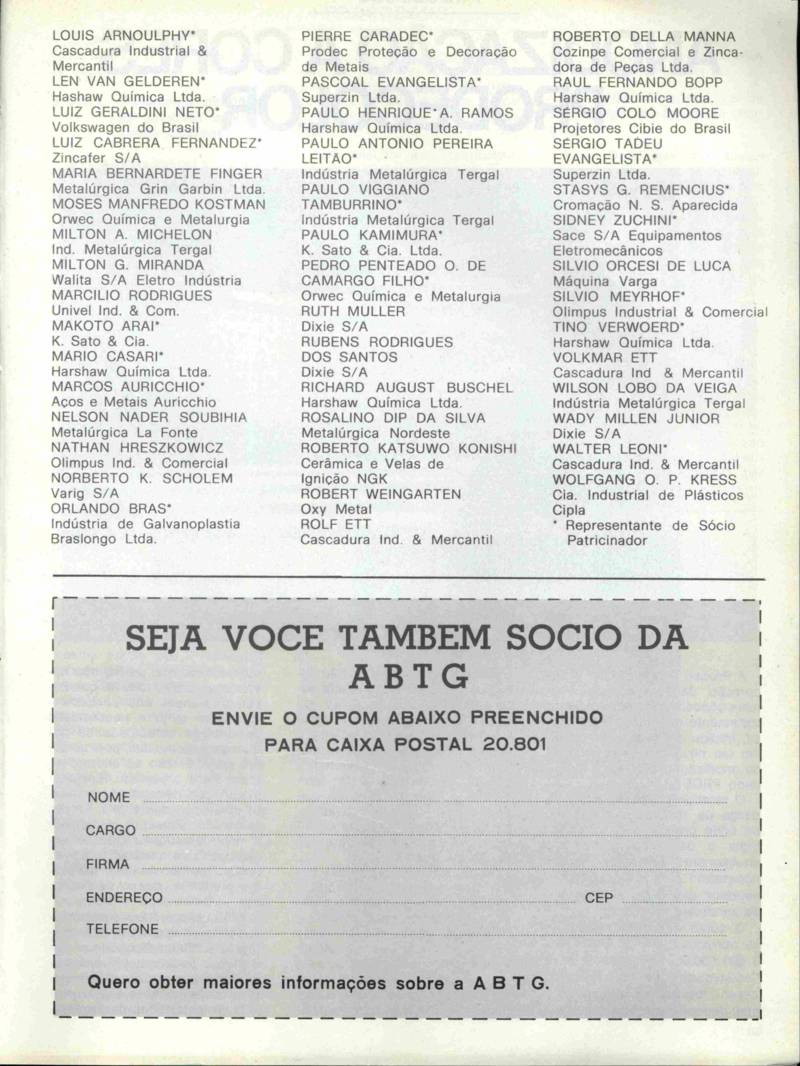 LOUIS ARNOULPHY*
Cascadura Industrial &
Mercantil
LEN VAN GELDEREN*
Hashaw Química Ltda.
LUIZ GERALDINI NETO*
Volkswagen do Brasil
LUIZ CABRERA FERNANDEZ*
Zincafer S/A
MARIA BERNARDETE FINGER
Metalúrgica Grin Garbin Ltda.
MOSES MANFREDO KOSTMAN
Orwec Química e Metalurgia
MILTON A. MICHELON
Ind. Metalúrgica Tergal
MILTON G. MIRANDA
Walita S/A Eletro Indústria
MARCILIO RODRIGUES
Univel Ind. & Com.
MAKOTO ARAI*
K. Sato & Cia.
MÁRIO CASARI*
Harshaw Química Ltda.
MARCOS AURICCHIO*
Aços e Metais Auricchio
NELSON NADER SOUBIHIA
Metalúrgica La Fonte
NATHAN HRESZKOWICZ
Olimpus Ind. & Comercial
NORBERTO K. SCHOLEM
Varig S/A
ORLANDO BRAS*
Indústria de Galvanoplastia
Braslongo Ltda.
PIERRE CARADEC*
Prodec Proteção e Decoração
de Metais
PASCOAL EVANGELISTA*
Superzin Ltda.
PAULO HENRIQUE*A. RAMOS
Harshaw Química Ltda.
PAULO ANTONIO PEREIRA
LEITÃO*
Indústria Metalúrgica Tergal
PAULO VIGGIANO
TAMBURRINO*
Indústria Metalúrgica Tergal
PAULO KAMIMURA*
K. Sato & Cia. Ltda.
PEDRO PENTEADO O. DE
CAMARGO FILHO*
Orwec Química e Metalurgia
RUTH MULLER
Dixie S/A
RUBENS RODRIGUES
DOS SANTOS
Dixie S/A
RICHARD AUGUST BUSCHEL
Harshaw Química Ltda.
ROSALINO DIP DA SILVA
Metalúrgica Nordeste
ROBERTO KATSUWO KONISHI
Cerâmica e Velas de
Ignição NGK
ROBERT WEINGARTEN
Oxy Metal
ROLF ETT
Cascadura Ind. & Mercantil
ROBERTO DELLA MANNA
Cozinpe Comercial e Zinca-
dora de Peças Ltda.
RAUL FERNANDO BOPP
Harshaw Química Ltda.
SÉRGIO COLÓ MOORE
Projetores Cibie do Brasil
SÉRGIO TADEU
EVANGELISTA*
Superzin Ltda.
STASYS G. REMENCIUS*
Cromação N. S. Aparecida
SIDNEY ZUCHINI*
Sace S/A Equipamentos
Eletromecânicos
SILVIO ORCESI DE LUCA
Máquina Varga
SILVIO MEYRHOF*
Olimpus Industrial & Comercial
TINO VERWOERD*
Harshaw Química Ltda.
VOLKMAR ETT
Cascadura Ind & Mercantil
WILSON LOBO DA VEIGA
Indústria Metalúrgica Tergal
WADY MILLEN JUNIOR
Dixie S/A
WALTER LEONI*
Cascadura Ind. & Mercantil
WOLFGANG O. P. KRESS
Cia. Industrial de Plásticos
Cipla
* Representante de Sócio
Patricinador
SEJA VOCE TAMBEM SOCIO DA
A B T G
ENVIE O CUPOM ABAIXO PREENCHIDO
PARA CAIXA POSTAL 20.801
NOME
CARGO
FIRMA
ENDEREÇO CEP
TELEFONE
Quero obter maiores informações sobre a A B T G.